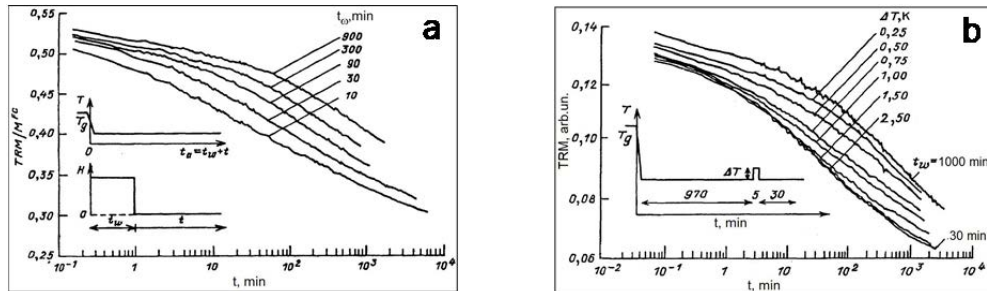 a
t_ω, min
900
300
90
30
10
TRM/M^FC
0,55
0,50
0,45
0,40
0,35
0,30
0,25
T
Tg
0
t_a = t_w + t
H
0
t_w
t
10^-1
1
10
10^2
10^3
10^4
t, min
b
ΔT, K
0,25
0,50
0,75
1,00
1,50
2,50
TRM, arb.un.
0,14
0,12
0,10
0,08
0,06
T
Tg
ΔT
970
5
30
t, min
t_w=1000 min
30 min
10^-2
10^-1
1
10
10^2
10^3
10^4
t, min